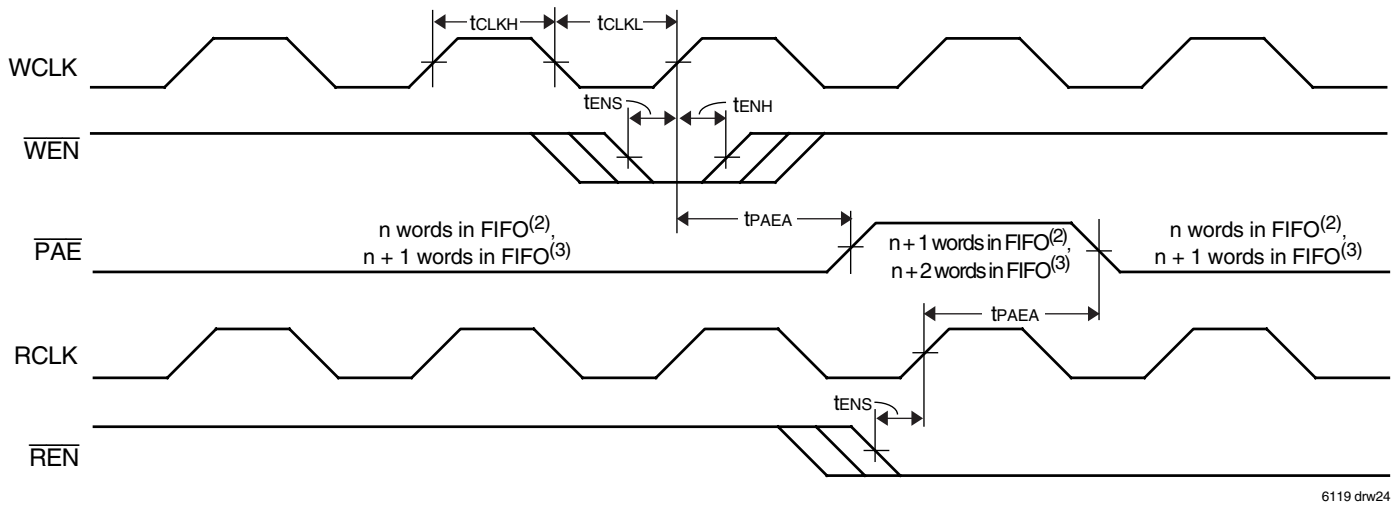 tCLKH
tCLKL
WCLK
tENS
tENH
WEN
tPAEA
n words in FIFO(2),
n + 1 words in FIFO(3)
PAE
n + 1 words in FIFO(2),
n + 2 words in FIFO(3)
n words in FIFO(2),
n + 1 words in FIFO(3)
tPAEA
RCLK
tENS
REN
6119 drw24